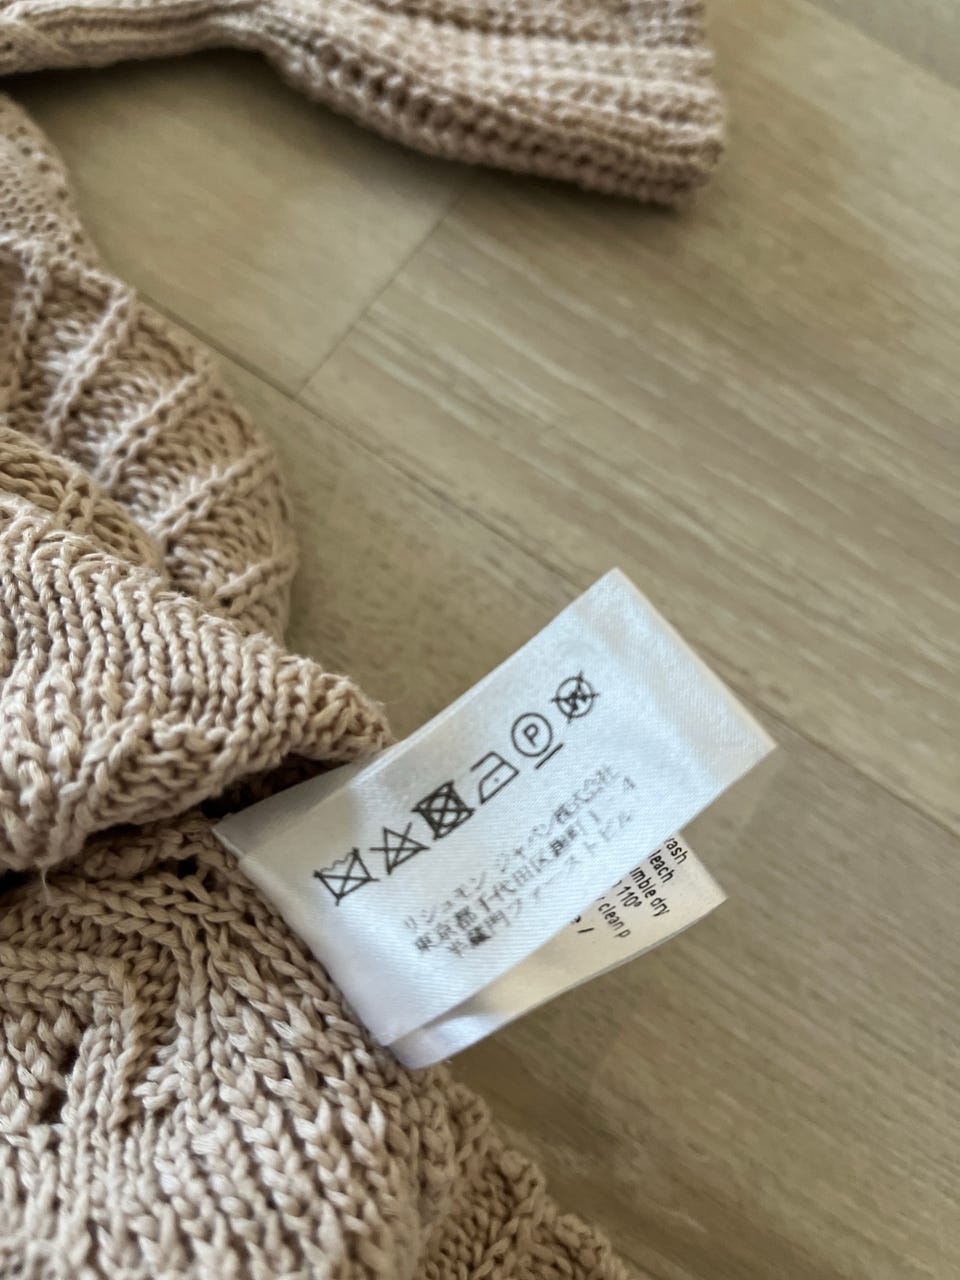 P
W
リシュモン ジャパン株式会社
東京都千代田区麹町1-4
半蔵門ファーストビル
ash
leach
mble dry
110°
clean p
/